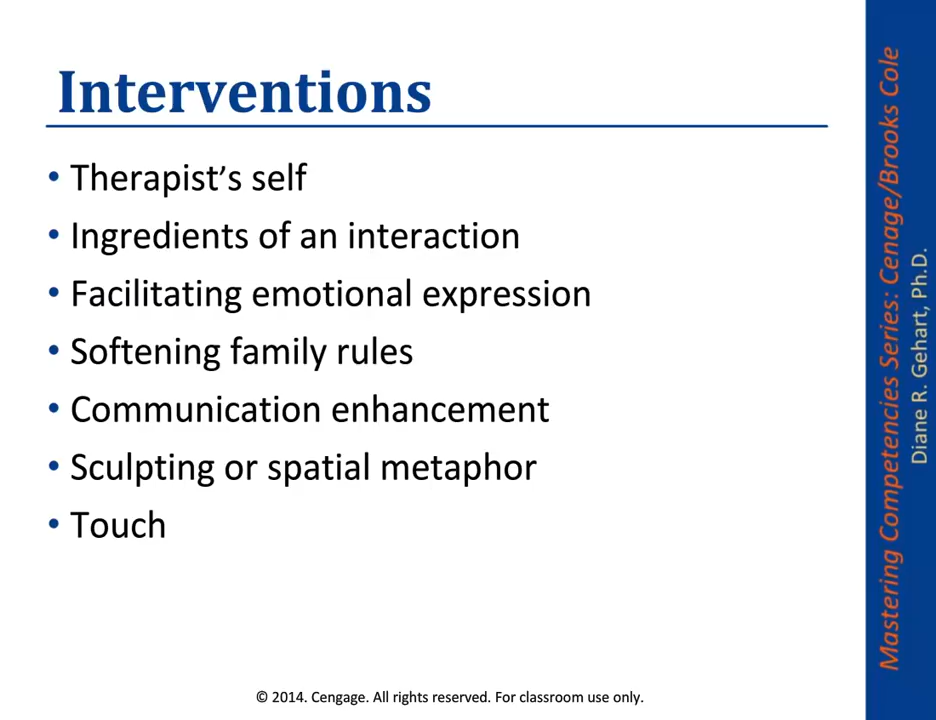 Interventions
• Therapist’s self
• Ingredients of an interaction
• Facilitating emotional expression
• Softening family rules
• Communication enhancement
• Sculpting or spatial metaphor
• Touch
© 2014. Cengage. All rights reserved. For classroom use only.
Mastering Competencies Series: Cenage/Brooks Cole
Diane R. Gehart, Ph.D.